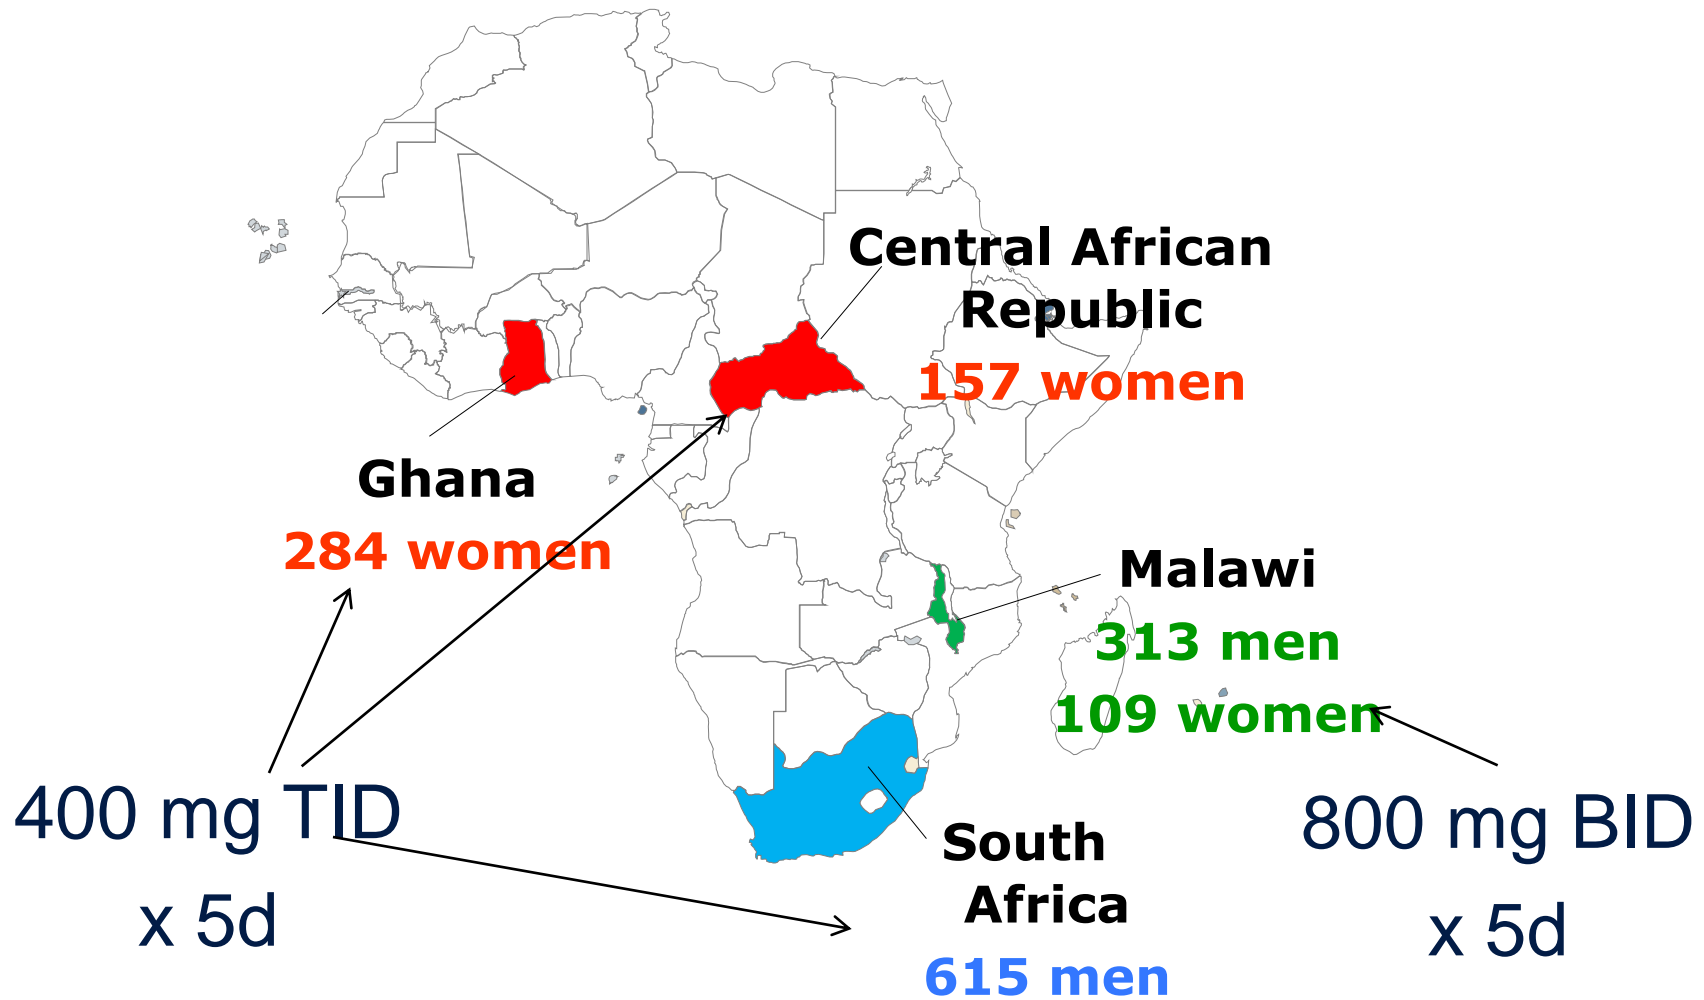 Central African
Republic
157 women
Ghana
284 women
Malawi
313 men
109 women
400 mg TID
x 5d
800 mg BID
x 5d
South
Africa
615 men